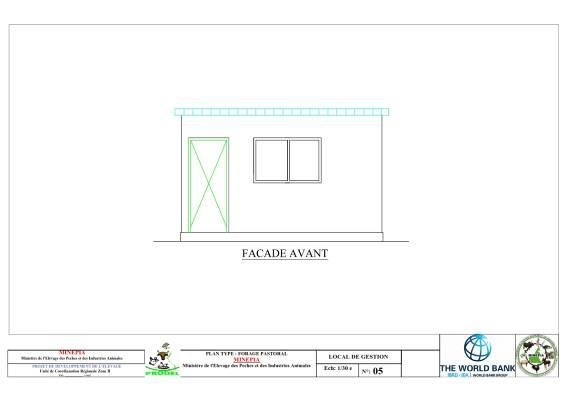 FACADE AVANT
MINEPIA
Ministère de l'Elevage des Peches et des Industries Animales
PROJET DE DEVELOPPEMENT DE L'ELEVAGE
Unité de Coordination Régionale Zone B
PRODEL
PLAN TYPE - FORAGE PASTORAL
MINEPIA
Ministère de l'Elevage des Peches et des Industries Animales
LOCAL DE GESTION
Ech: 1/30 e
N°: 05
THE WORLD BANK
IBRD • IDA | WORLD BANK GROUP
MINEPIA